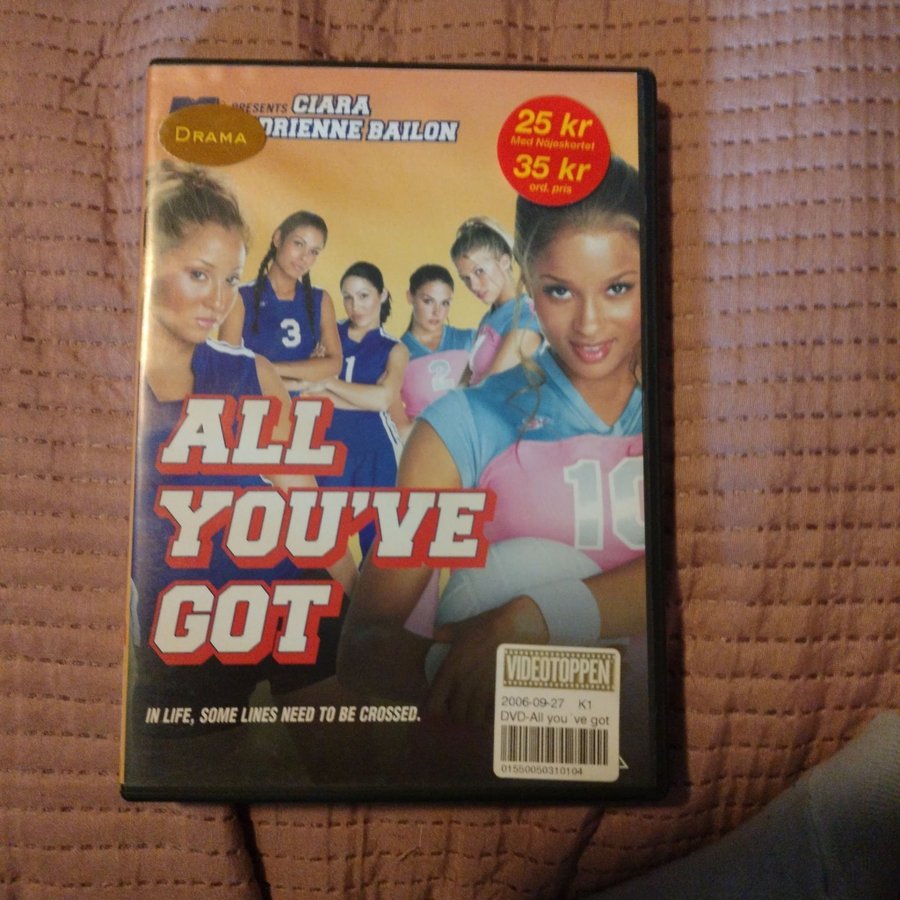 PRESENTS CIARA
DRIENNE BAILON
DRAMA
25 kr
Med Nöjeskortet
35 kr
ord. pris
3
1
2
1
10
ALL
YOU'VE
GOT
IN LIFE, SOME LINES NEED TO BE CROSSED.
VIDEOTOPPEN
2006-09-27 K1
DVD-All you´ve got
01550050310104